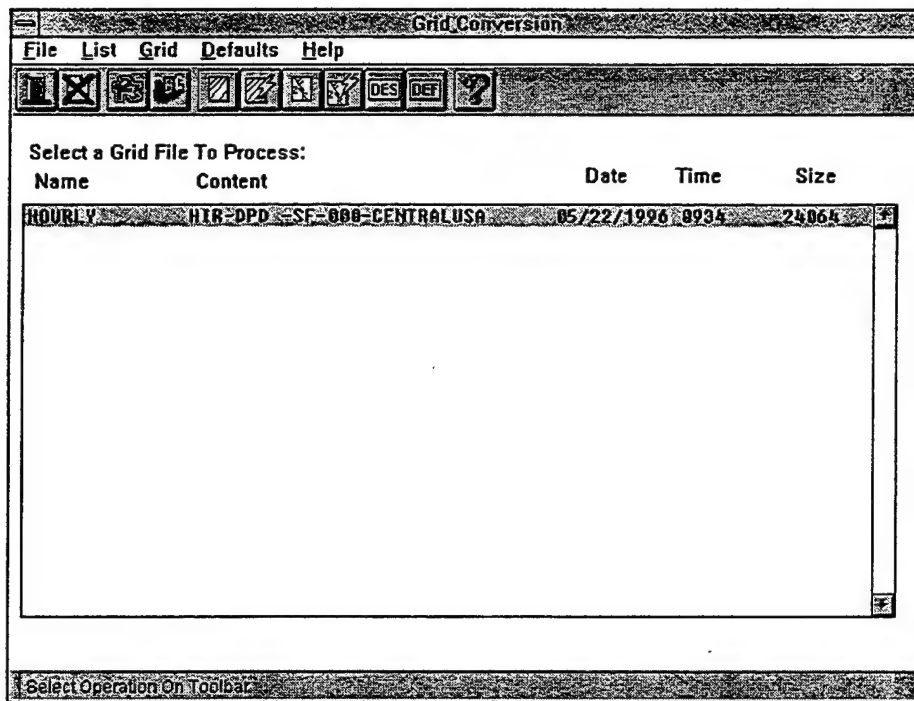 Grid Conversion
File List Grid Defaults Help
DES DEF
Select a Grid File To Process:
Name Content Date Time Size
HOURLY HIR-DPD -SF-000-CENTRALUSA 05/22/1996 0934 24064
Select Operation On Toolbar